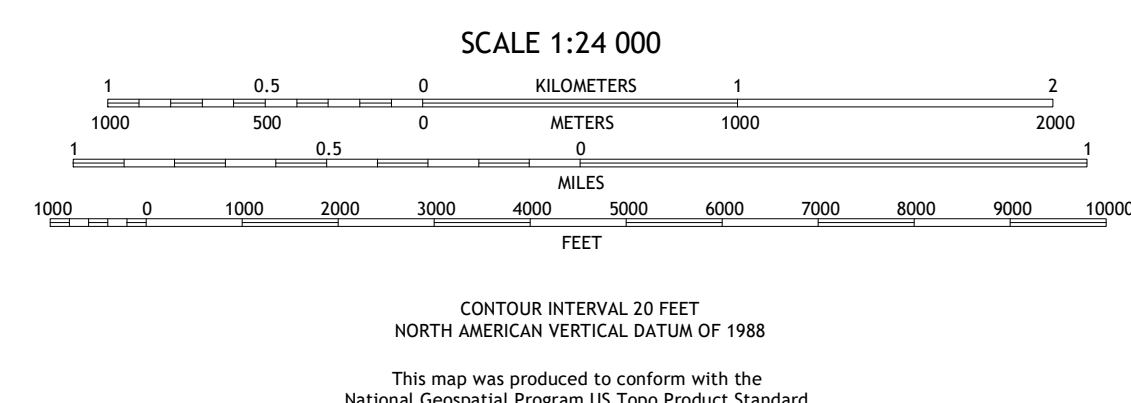 SCALE 1:24 000
1 0.5 0 KILOMETERS 1 2
1000 500 0 METERS 1000 2000
1 0.5 0 1
MILES
1000 0 1000 2000 3000 4000 5000 6000 7000 8000 9000 10000
FEET
CONTOUR INTERVAL 20 FEET
NORTH AMERICAN VERTICAL DATUM OF 1988
This map was produced to conform with the
National Geospatial Program US Topo Product Standard